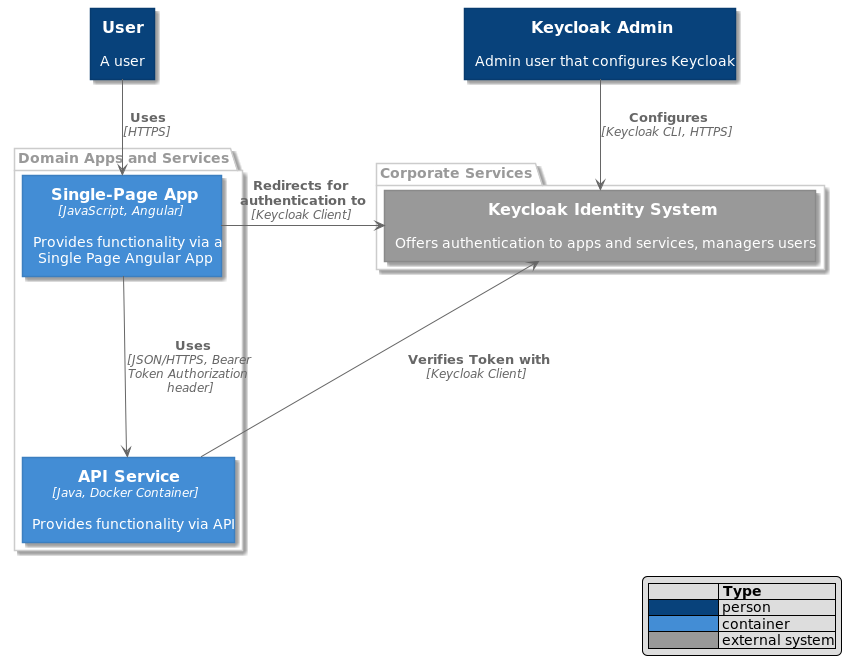 User
A user
Keycloak Admin
Admin user that configures Keycloak
Uses
[HTTPS]
Configures
[Keycloak CLI, HTTPS]
Domain Apps and Services
Single-Page App
[JavaScript, Angular]
Provides functionality via a
Single Page Angular App
Redirects for
authentication to
[Keycloak Client]
Corporate Services
Keycloak Identity System
Offers authentication to apps and services, managers users
Uses
[JSON/HTTPS, Bearer
Token Authorization
header]
Verifies Token with
[Keycloak Client]
API Service
[Java, Docker Container]
Provides functionality via API
Type
person
container
external system